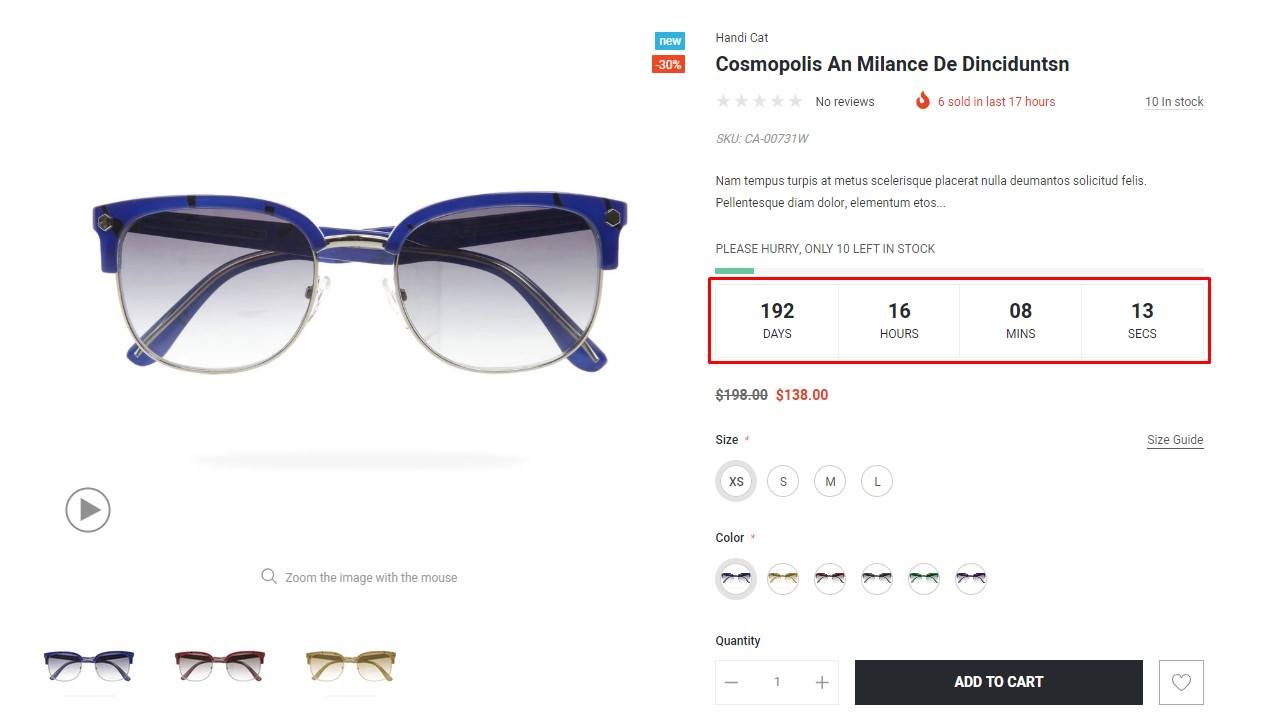 new
-30%
Handi Cat
Cosmopolis An Milance De Dinciduntsn
No reviews
6 sold in last 17 hours
10 In stock
SKU: CA-00731W
Nam tempus turpis at metus scelerisque placerat nulla deumantos solicitud felis.
Pellentesque diam dolor, elementum etos...
PLEASE HURRY, ONLY 10 LEFT IN STOCK
192 16 08 13
DAYS HOURS MINS SECS
$198.00 $138.00
Size *
Size Guide
XS S M L
Color *
Zoom the image with the mouse
Quantity
1
ADD TO CART